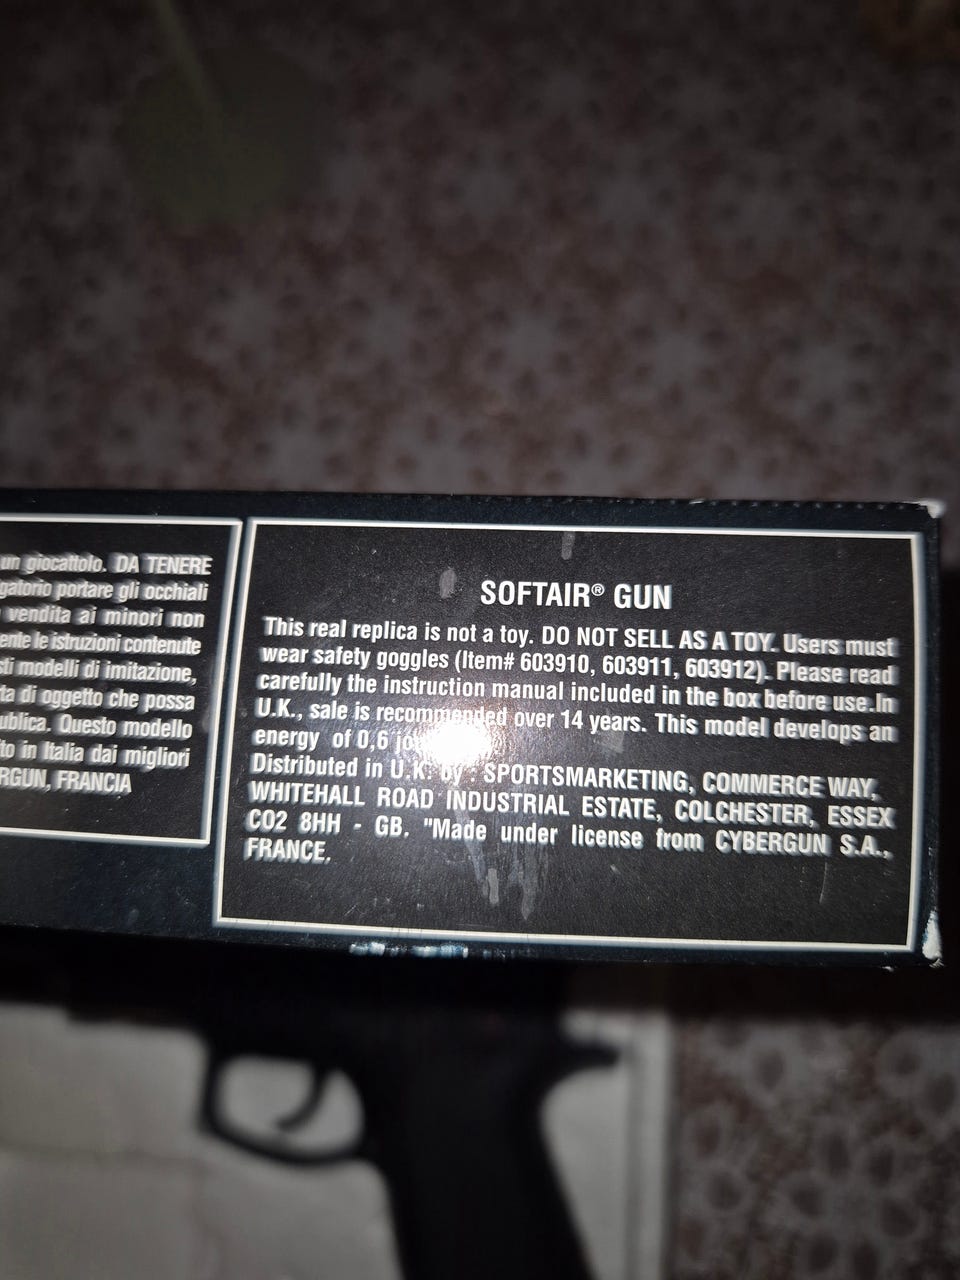 un giocattolo. DA TENERE
gatorio portare gli occhiali
vendita ai minori non
ente le istruzioni contenute
sti modelli di imitazione,
ta di oggetto che possa
ublica. Questo modello
to in Italia dai migliori
RGUN, FRANCIA
SOFTAIR® GUN
This real replica is not a toy. DO NOT SELL AS A TOY. Users must
wear safety goggles (Item# 603910, 603911, 603912). Please read
carefully the instruction manual included in the box before use.In
U.K., sale is recommended over 14 years. This model develops an
energy of 0,6
Distributed in U.K. by : SPORTSMARKETING, COMMERCE WAY,
WHITEHALL ROAD INDUSTRIAL ESTATE, COLCHESTER, ESSEX
CO2 8HH - GB. "Made under license from CYBERGUN S.A.,
FRANCE.